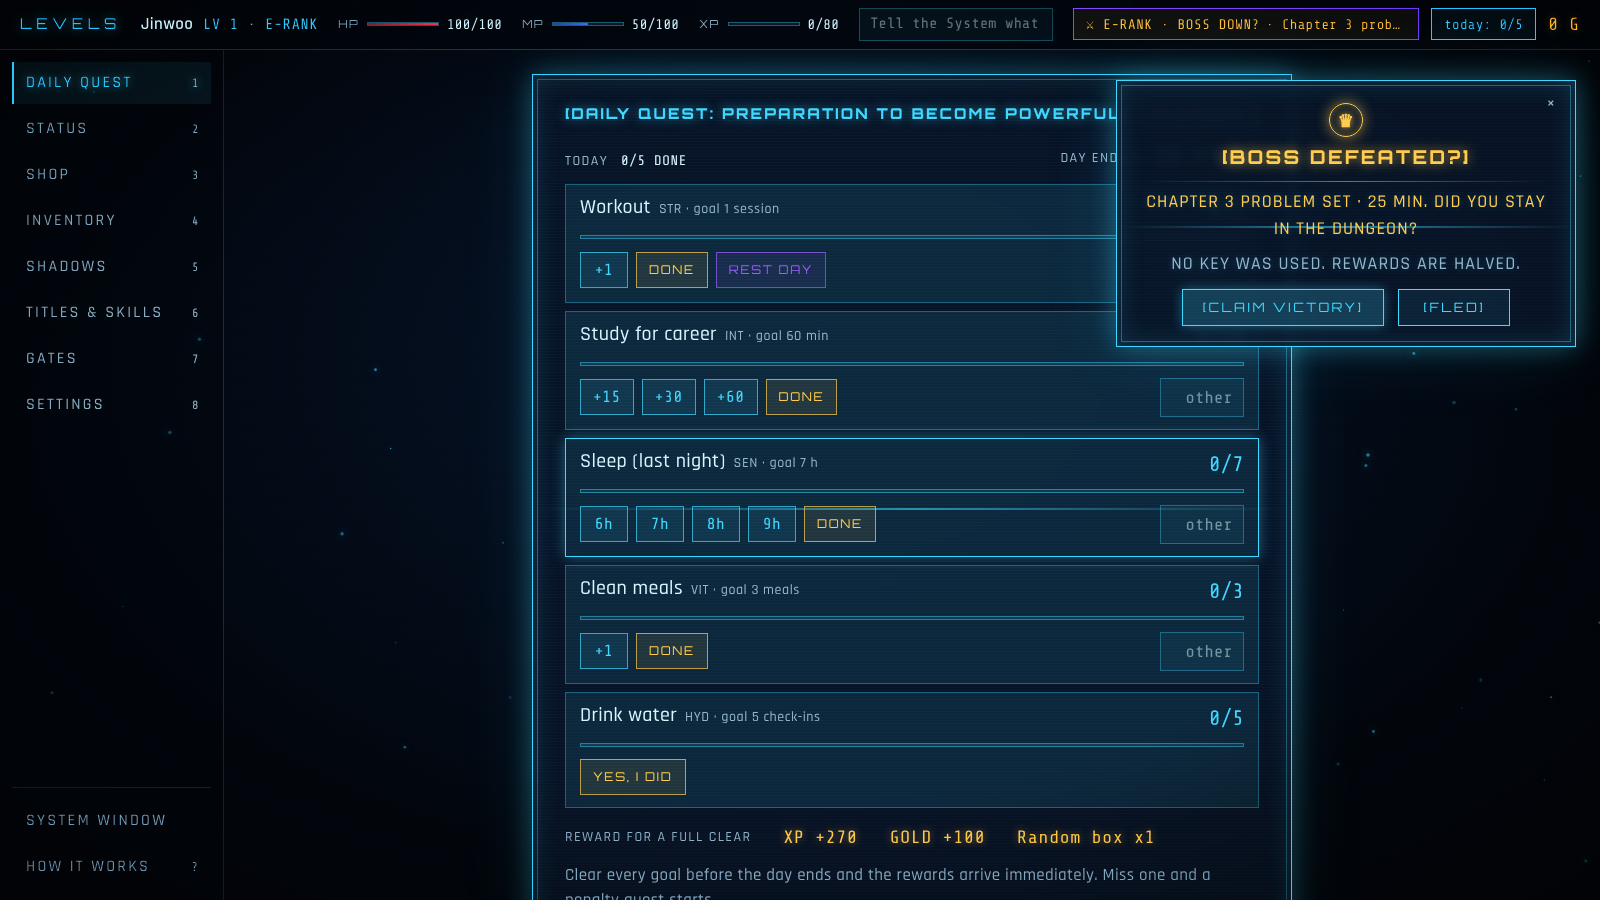 LEVELS Jinwoo LV 1 · E-RANK HP 100/100 MP 50/100 XP 0/80 Tell the System what ⚔ E-RANK · BOSS DOWN? · Chapter 3 prob… today: 0/5 0 G
DAILY QUEST 1
STATUS 2
SHOP 3
INVENTORY 4
SHADOWS 5
TITLES & SKILLS 6
GATES 7
SETTINGS 8
SYSTEM WINDOW
HOW IT WORKS ?
[DAILY QUEST: PREPARATION TO BECOME POWERFUL
TODAY 0/5 DONE DAY END
Workout STR · goal 1 session
+1 DONE REST DAY
Study for career INT · goal 60 min
+15 +30 +60 DONE other
Sleep (last night) SEN · goal 7 h 0/7
6h 7h 8h 9h DONE other
Clean meals VIT · goal 3 meals 0/3
+1 DONE other
Drink water HYD · goal 5 check-ins 0/5
YES, I DID
REWARD FOR A FULL CLEAR XP +270 GOLD +100 Random box x1
Clear every goal before the day ends and the rewards arrive immediately. Miss one and a
penalty quest starts.
×
[BOSS DEFEATED?]
CHAPTER 3 PROBLEM SET · 25 MIN. DID YOU STAY
IN THE DUNGEON?
NO KEY WAS USED. REWARDS ARE HALVED.
[CLAIM VICTORY] [FLED]